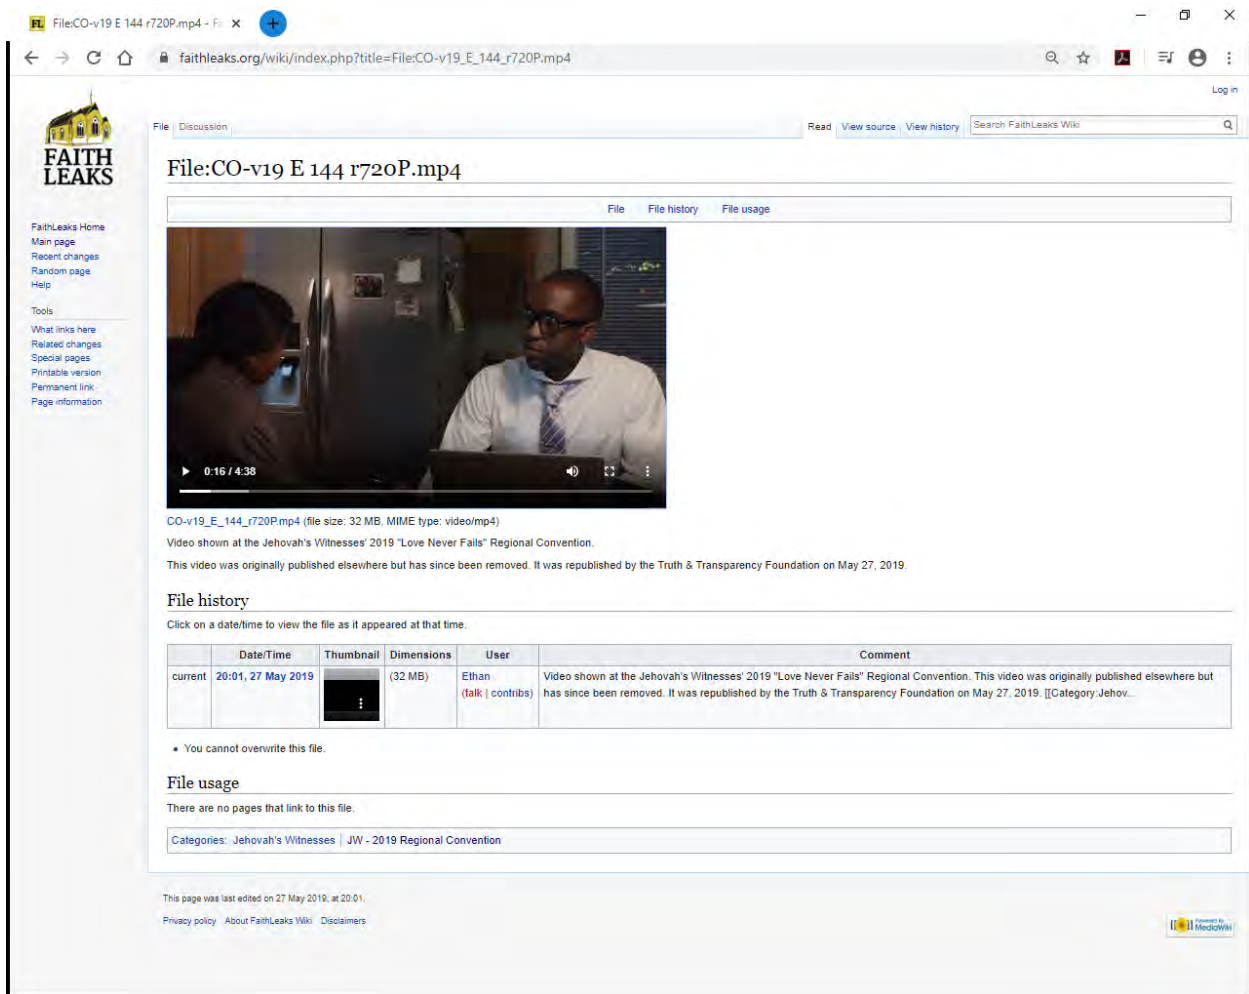 File:CO-v19 E 144 r720P.mp4 - F
faithleaks.org/wiki/index.php?title=File:CO-v19_E_144_r720P.mp4
Log in
FAITH
LEAKS
File Discussion
Read View source View history Search FaithLeaks Wiki
File:CO-v19 E 144 r720P.mp4
File File history File usage
FaithLeaks Home
Main page
Recent changes
Random page
Help
Tools
What links here
Related changes
Special pages
Printable version
Permanent link
Page information
0:16 / 4:38
CO-v19_E_144_r720P.mp4 (file size: 32 MB, MIME type: video/mp4)
Video shown at the Jehovah's Witnesses' 2019 "Love Never Fails" Regional Convention.
This video was originally published elsewhere but has since been removed. It was republished by the Truth & Transparency Foundation on May 27, 2019.
File history
Click on a date/time to view the file as it appeared at that time.
Date/Time Thumbnail Dimensions User Comment
current 20:01, 27 May 2019 (32 MB) Ethan Video shown at the Jehovah's Witnesses' 2019 "Love Never Fails" Regional Convention. This video was originally published elsewhere but
(talk | contribs) has since been removed. It was republished by the Truth & Transparency Foundation on May 27, 2019. [[Category:Jehov...
• You cannot overwrite this file.
File usage
There are no pages that link to this file.
Categories: Jehovah's Witnesses | JW - 2019 Regional Convention
This page was last edited on 27 May 2019, at 20:01.
Privacy policy About FaithLeaks Wiki Disclaimers
Powered By
MediaWiki